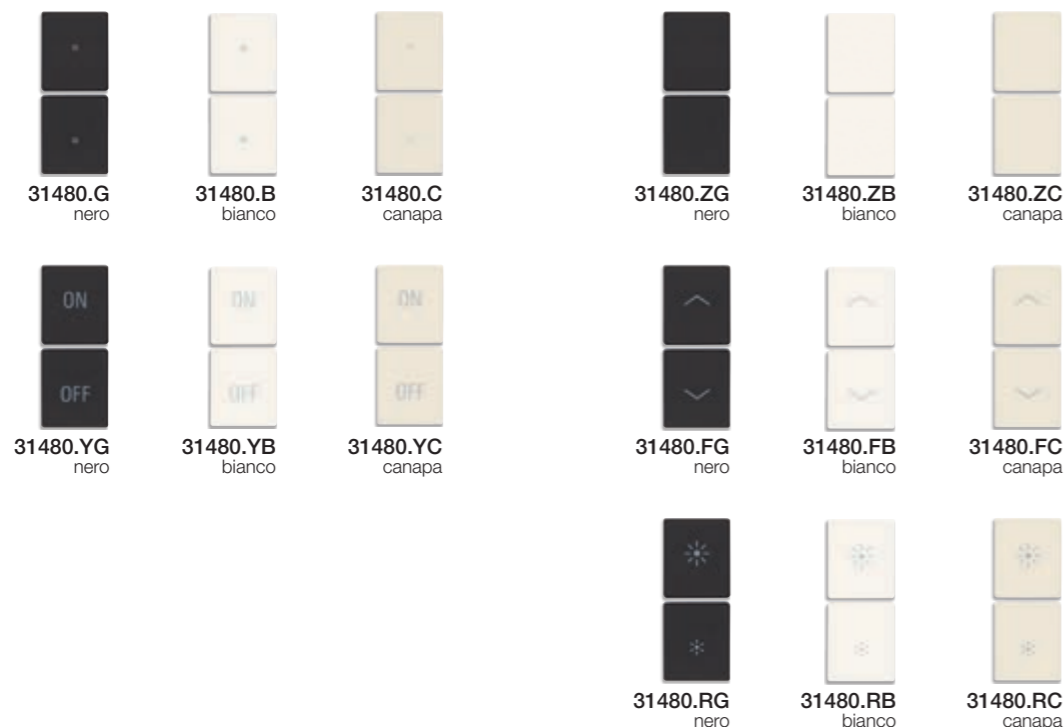 31480.G 31480.B 31480.C 31480.ZG 31480.ZB 31480.ZC
nero bianco canapa nero bianco canapa
ON ON ON
OFF OFF OFF
31480.YG 31480.YB 31480.YC 31480.FG 31480.FB 31480.FC
nero bianco canapa nero bianco canapa
31480.RG 31480.RB 31480.RC
nero bianco canapa